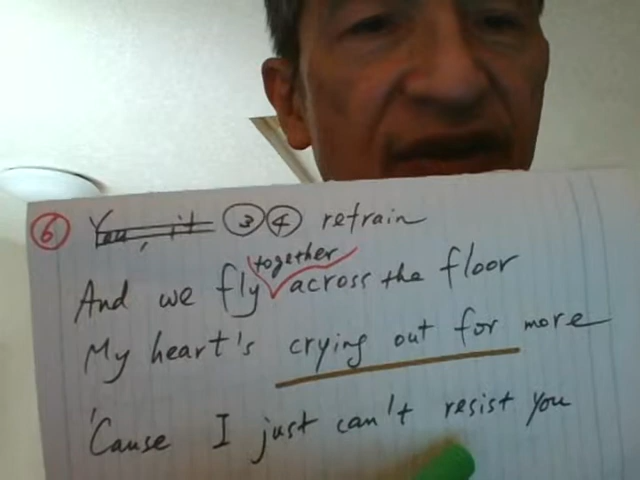 ⑥ You, it ③④ refrain
together
And we fly across the floor
My heart's crying out for more
'Cause I just can't resist you